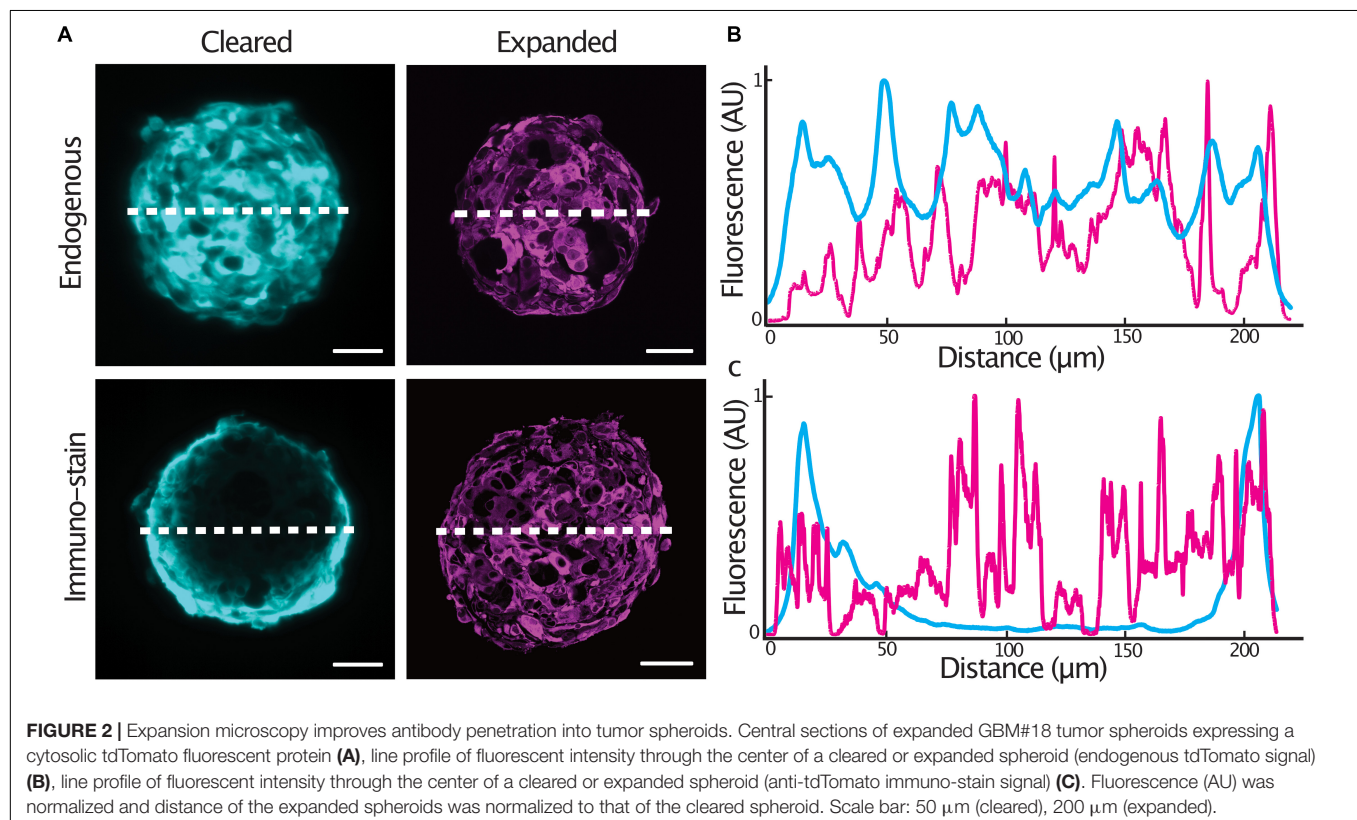 A
Cleared
Expanded
Endogenous
Immuno-stain
B
Fluorescence (AU)
1
0
0
50
100
150
200
Distance (µm)
C
Fluorescence (AU)
1
0
0
50
100
150
200
Distance (µm)
FIGURE 2 | Expansion microscopy improves antibody penetration into tumor spheroids. Central sections of expanded GBM#18 tumor spheroids expressing a
cytosolic tdTomato fluorescent protein (A), line profile of fluorescent intensity through the center of a cleared or expanded spheroid (endogenous tdTomato signal)
(B), line profile of fluorescent intensity through the center of a cleared or expanded spheroid (anti-tdTomato immuno-stain signal) (C). Fluorescence (AU) was
normalized and distance of the expanded spheroids was normalized to that of the cleared spheroid. Scale bar: 50 µm (cleared), 200 µm (expanded).